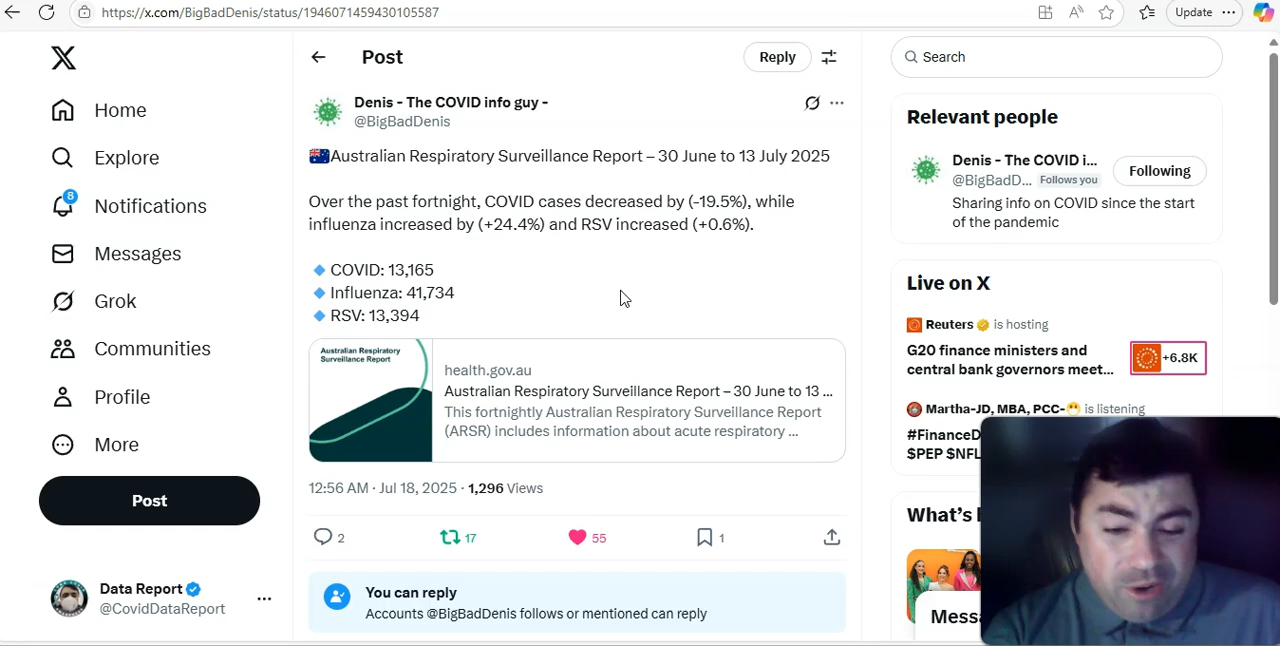 https://x.com/BigBadDenis/status/1946071459430105587
Update
Home
Explore
8
Notifications
Messages
Grok
Communities
Profile
More
Post
Data Report
@CovidDataReport
Post
Reply
Denis - The COVID info guy -
@BigBadDenis
Australian Respiratory Surveillance Report – 30 June to 13 July 2025
Over the past fortnight, COVID cases decreased by (-19.5%), while
influenza increased by (+24.4%) and RSV increased (+0.6%).
COVID: 13,165
Influenza: 41,734
RSV: 13,394
Australian Respiratory
Surveillance Report
health.gov.au
Australian Respiratory Surveillance Report – 30 June to 13 ...
This fortnightly Australian Respiratory Surveillance Report
(ARSR) includes information about acute respiratory ...
12:56 AM · Jul 18, 2025 · 1,296 Views
2
17
55
1
You can reply
Accounts @BigBadDenis follows or mentioned can reply
Search
Relevant people
Denis - The COVID i...
Following
@BigBadD... Follows you
Sharing info on COVID since the start
of the pandemic
Live on X
Reuters is hosting
G20 finance ministers and
central bank governors meet...
+6.8K
Martha-JD, MBA, PCC- is listening
$PEP
What's